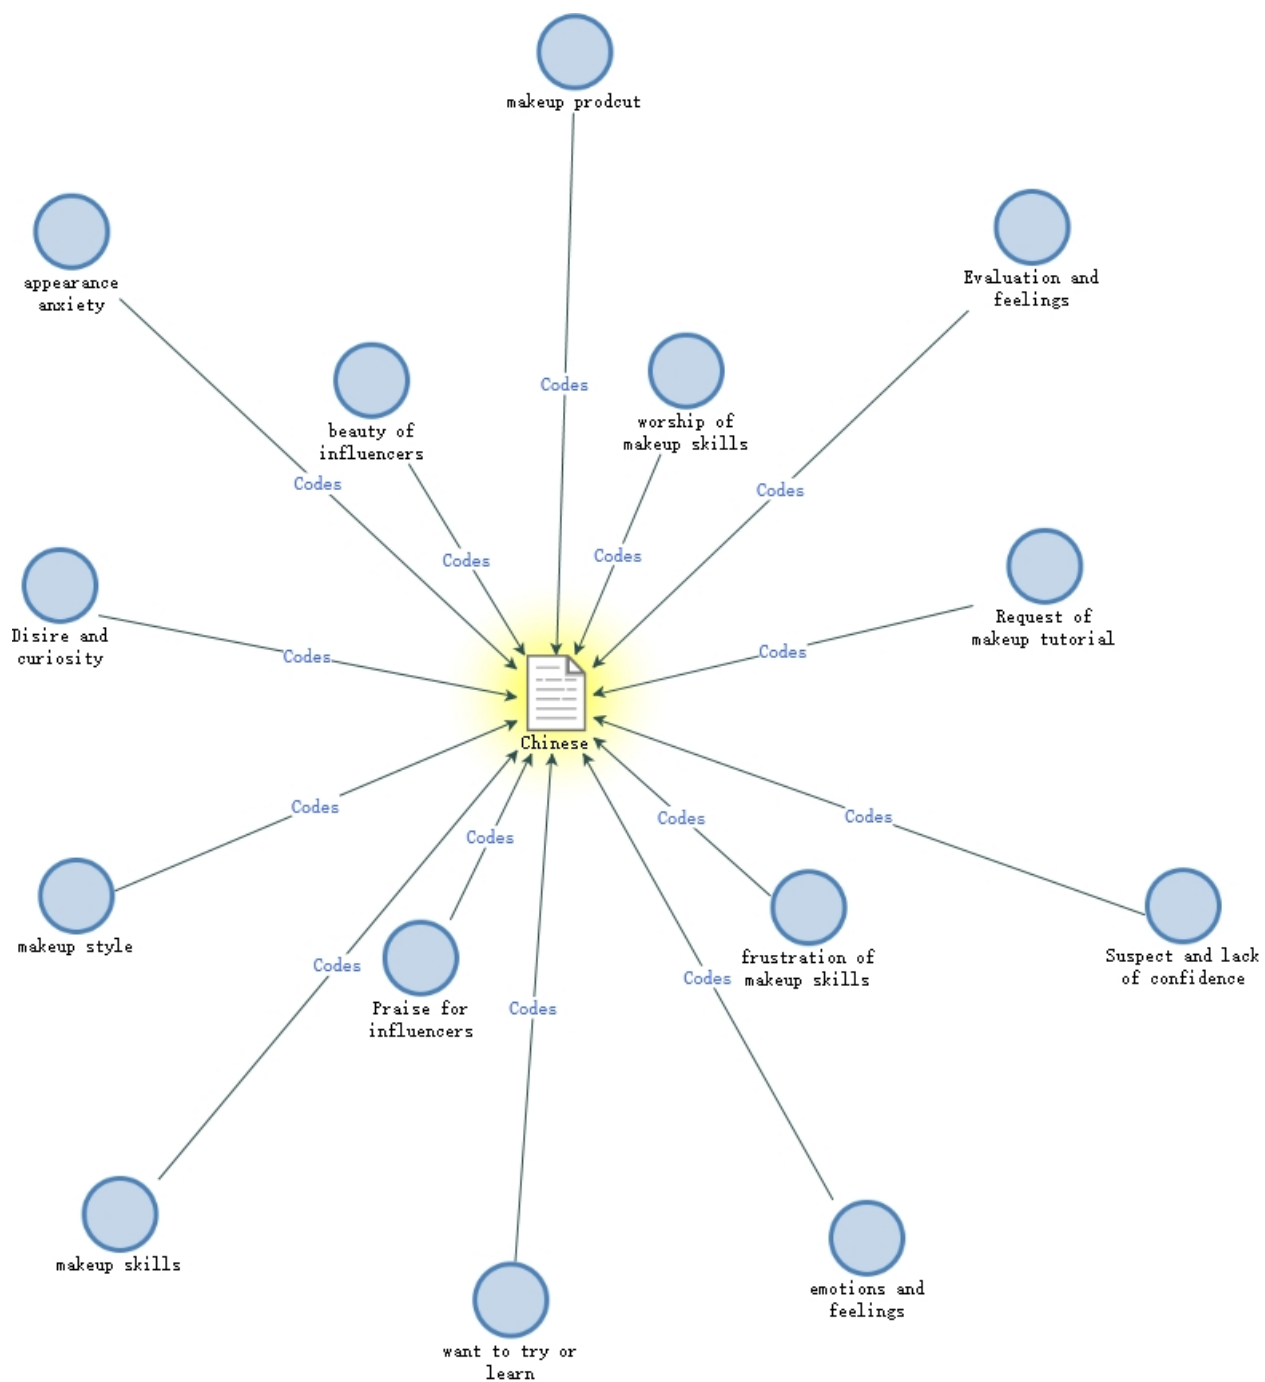 makeup prodcut
appearance
anxiety
Evaluation and
feelings
Codes
beauty of
influencers
worship of
makeup skills
Codes
Codes
Codes
Codes
Disire and
curiosity
Request of
makeup tutorial
Codes
Codes
Chinese
Codes
Codes
Codes
Codes
makeup style
Codes
Praise for
influencers
Codes
Codes
frustration of
makeup skills
Suspect and lack
of confidence
makeup skills
want to try or
learn
emotions and
feelings